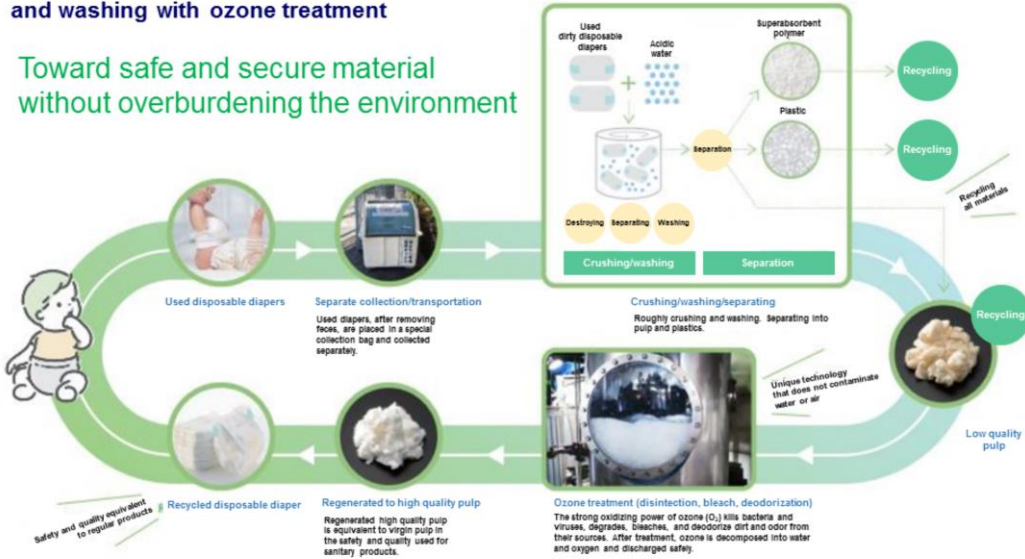 and washing with ozone treatment
Toward safe and secure material
without overburdening the environment
Used
dirty disposable
diapers
Acidic
water
Superabsorbent
polymer
Recycling
Plastic
Separation
Recycling
Recycling
all materials
Destroying
Separating
Washing
Crushing/washing
Separation
Used disposable diapers
Separate collection/transportation
Used diapers, after removing
feces, are placed in a special
collection bag and collected
separately.
Crushing/washing/separating
Roughly crushing and washing. Separating into
pulp and plastics.
Recycling
Unique technology
that does not contaminate
water or air
Low quality
pulp
Safety and quality equivalent
to regular products
Recycled disposable diaper
Regenerated to high quality pulp
Regenerated high quality pulp
is equivalent to virgin pulp in
the safety and quality used for
sanitary products.
Ozone treatment (disintection, bleach, deodorization)
The strong oxidizing power of ozone (O₃) kills bacteria and
viruses, degrades, bleaches, and deodorize dirt and odor from
their sources. After treatment, ozone is decomposed into water
and oxygen and discharged safely.